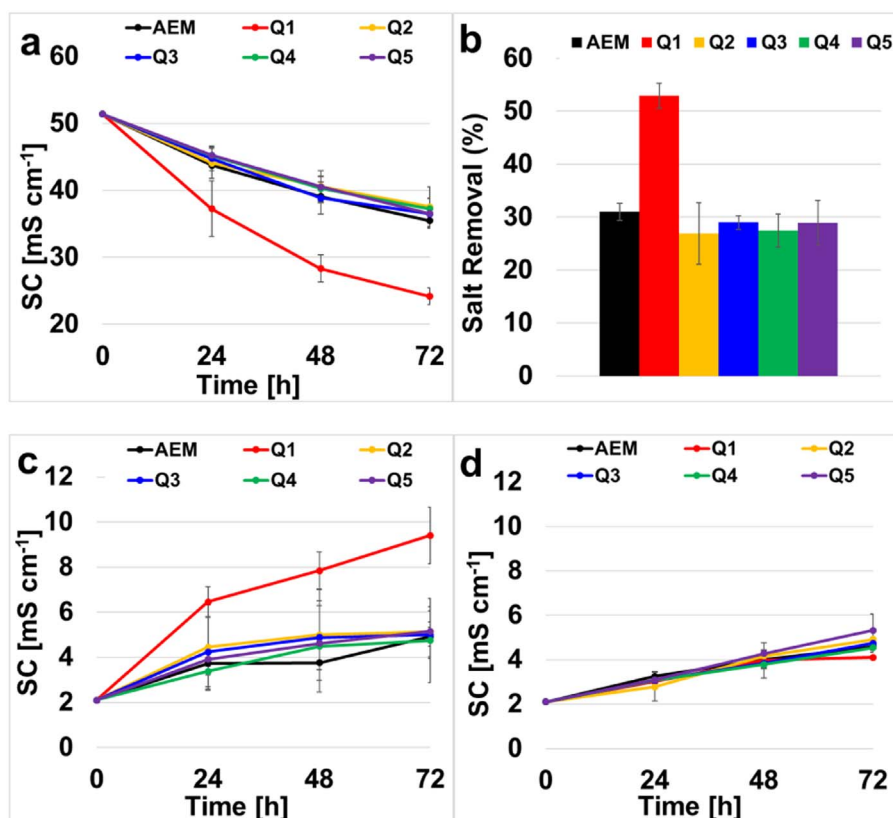 a
AEM Q1 Q2
Q3 Q4 Q5
60
50
40
30
20
SC [mS cm⁻¹]
0 24 48 72
Time [h]
b
AEM Q1 Q2 Q3 Q4 Q5
60
50
40
30
20
10
0
Salt Removal (%)
c
AEM Q1 Q2
Q3 Q4 Q5
12
10
8
6
4
2
0
SC [mS cm⁻¹]
0 24 48 72
Time [h]
d
AEM Q1 Q2
Q3 Q4 Q5
12
10
8
6
4
2
0
SC [mS cm⁻¹]
0 24 48 72
Time [h]